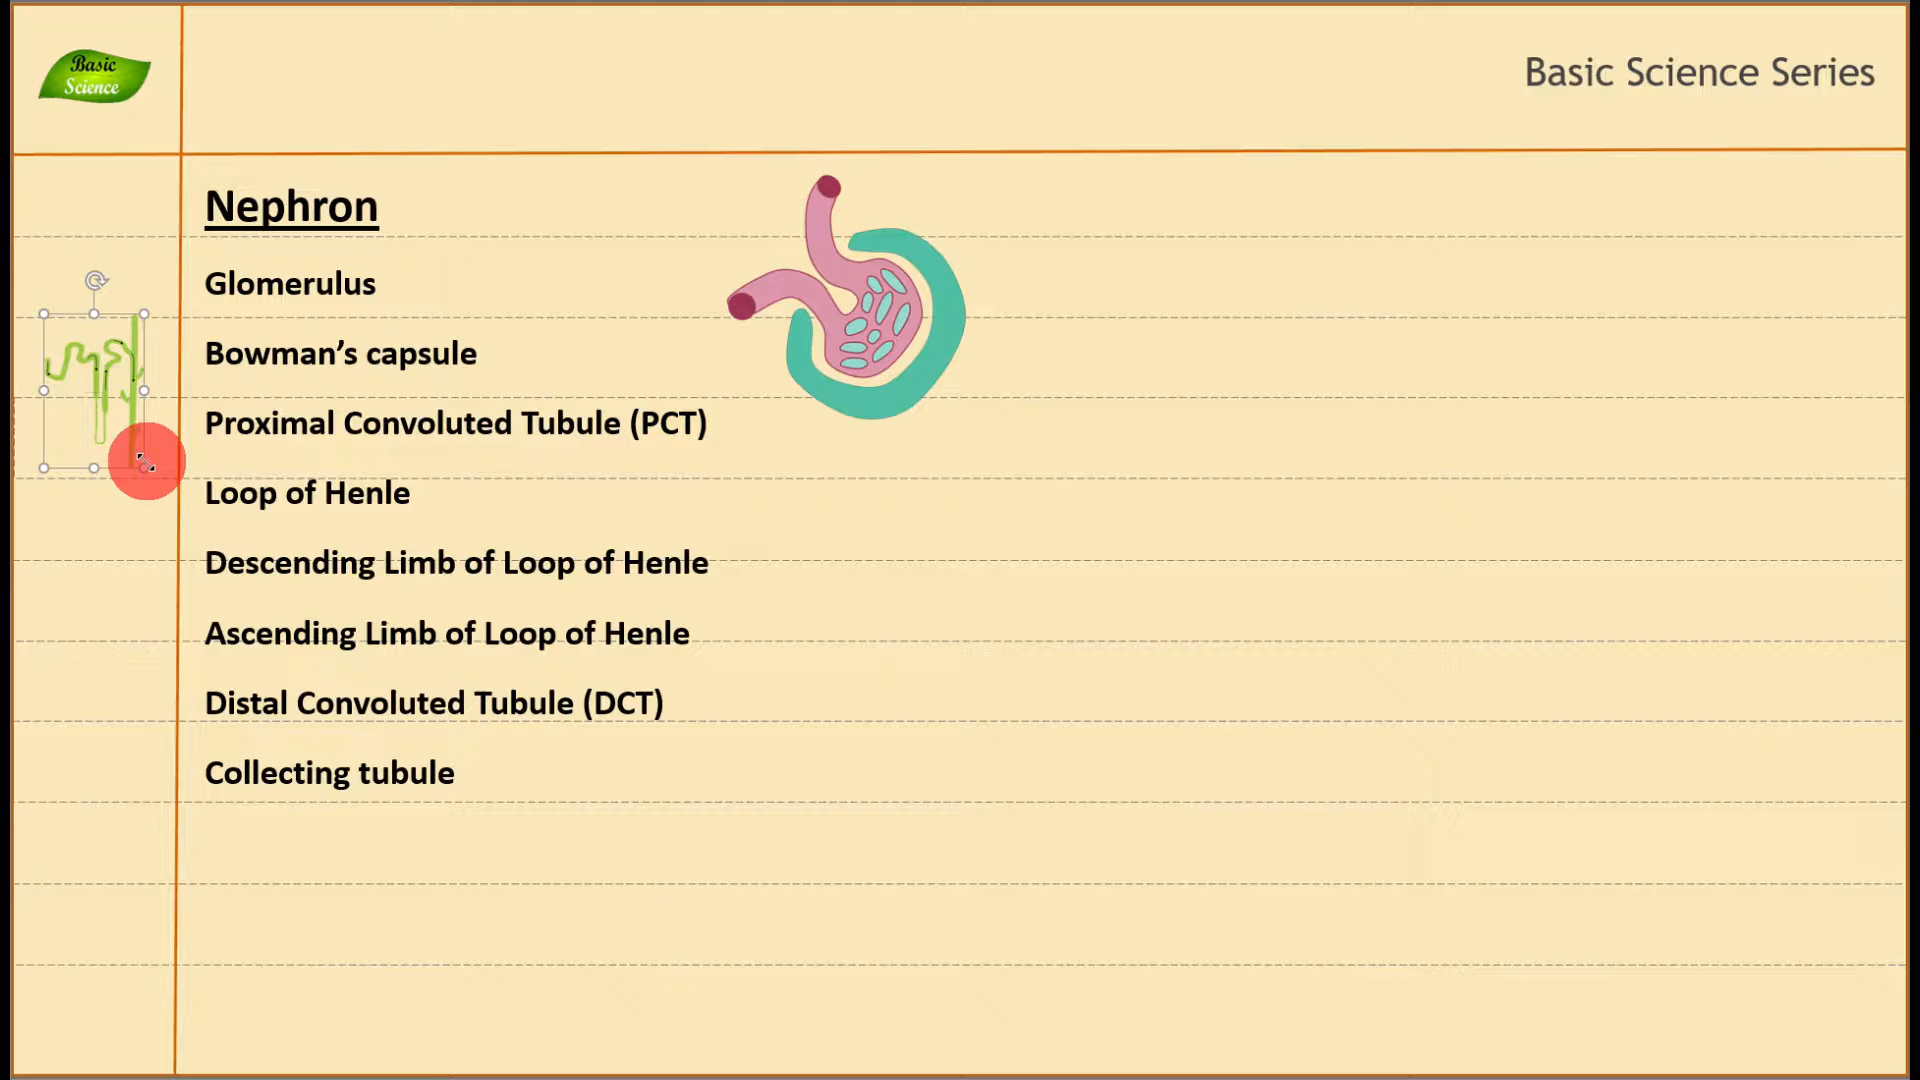 Basic
Science
Basic Science Series
Nephron
Glomerulus
Bowman’s capsule
Proximal Convoluted Tubule (PCT)
Loop of Henle
Descending Limb of Loop of Henle
Ascending Limb of Loop of Henle
Distal Convoluted Tubule (DCT)
Collecting tubule